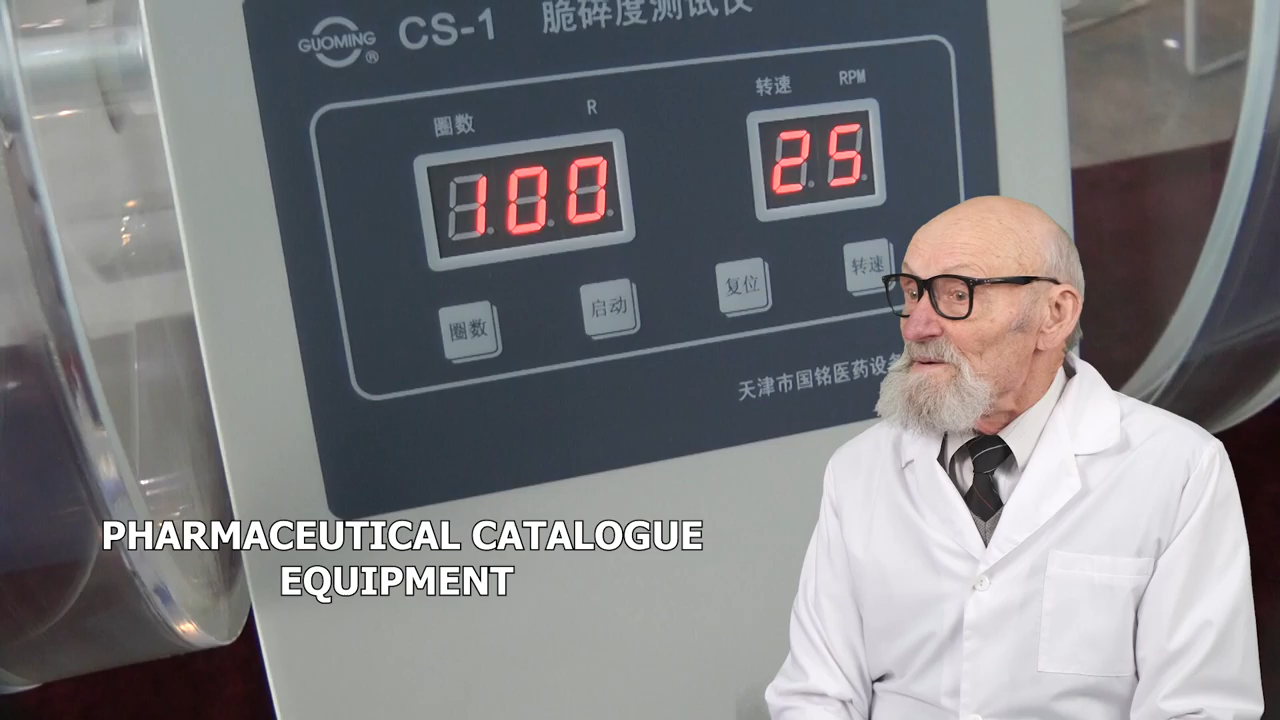 GUOMING ® CS-1 脆碎度测试仪
圈数 R 转速 RPM
100 25
圈数 启动 复位 转速
天津市国铭医药设备
PHARMACEUTICAL CATALOGUE
EQUIPMENT